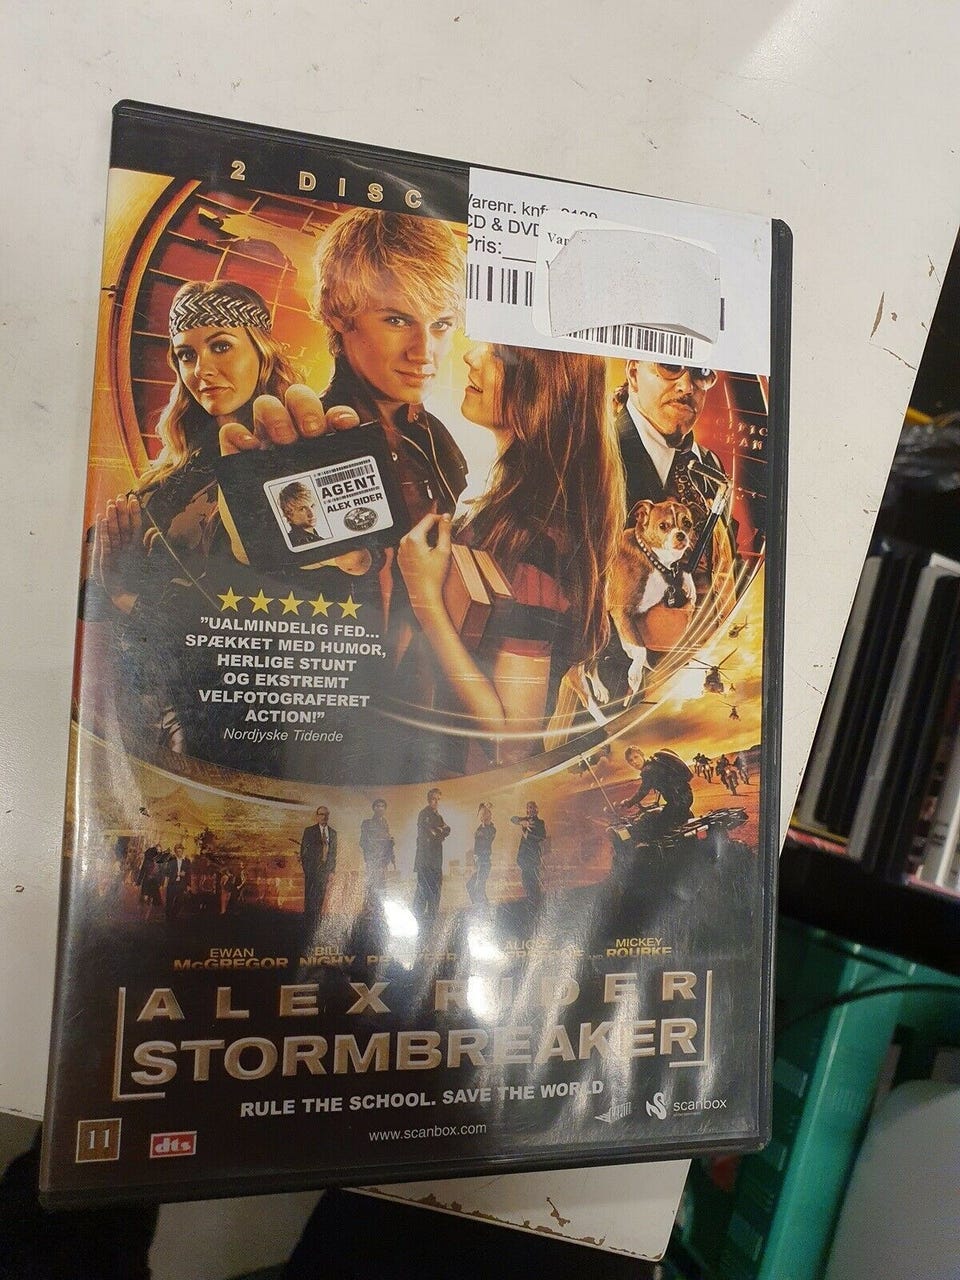 2 DISC
Varenr.
CD & DVD
Pris:
AGENT
ALEX RIDER
"UALMINDELIG FED...
SPÆKKET MED HUMOR,
HERLIGE STUNT
OG EKSTREMT
VELFOTOGRAFERET
ACTION!"
Nordjyske Tidende
EWAN BILL MICKEY
McGREGOR NIGHY ROURKE
ALEX RIDER
STORMBREAKER
RULE THE SCHOOL. SAVE THE WORLD
scanbox
www.scanbox.com
11
dts